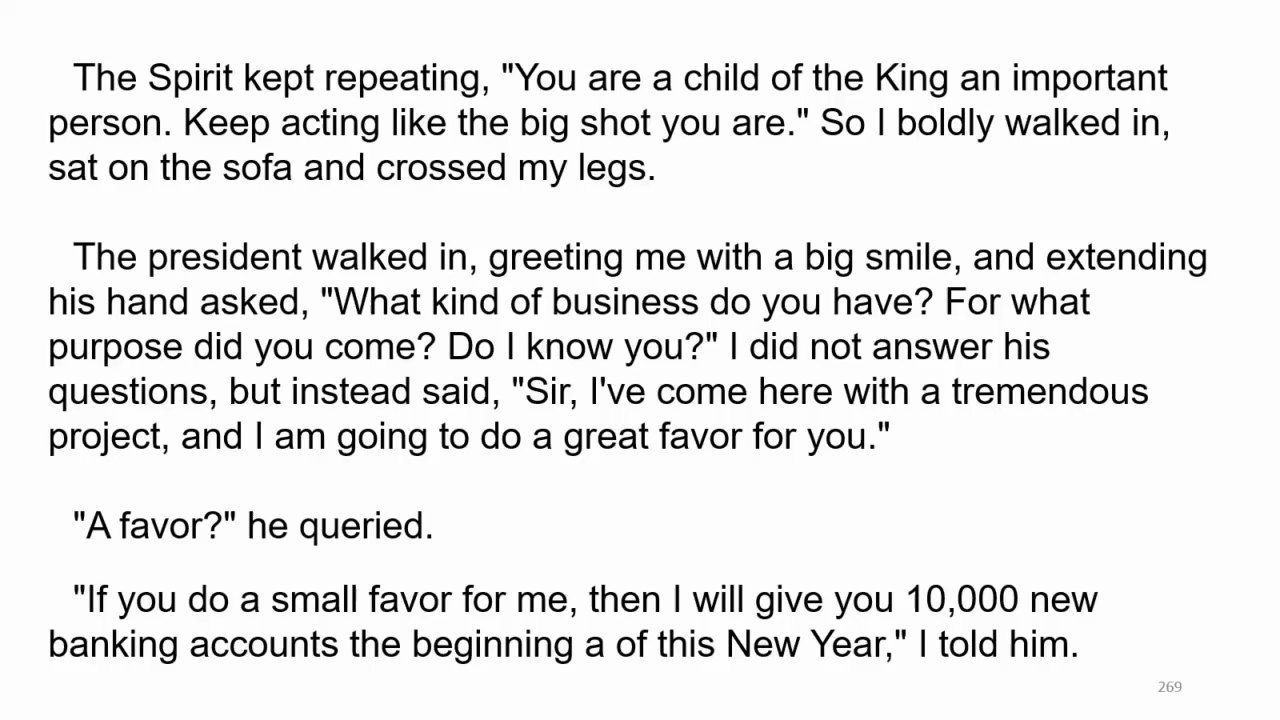 The Spirit kept repeating, "You are a child of the King an important
person. Keep acting like the big shot you are." So I boldly walked in,
sat on the sofa and crossed my legs.
The president walked in, greeting me with a big smile, and extending
his hand asked, "What kind of business do you have? For what
purpose did you come? Do I know you?" I did not answer his
questions, but instead said, "Sir, I've come here with a tremendous
project, and I am going to do a great favor for you."
"A favor?" he queried.
"If you do a small favor for me, then I will give you 10,000 new
banking accounts the beginning a of this New Year," I told him.
269